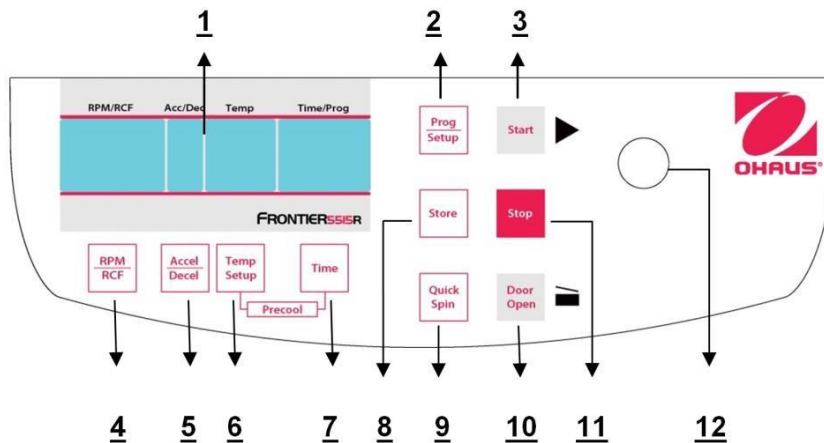 1 2 3
RPM/RCF Acc/Dec Temp Time/Prog
Prog
Setup
Start
OHAUS®
FRONTIER5515R
Store
Stop
RPM
RCF
Accel
Decel
Temp
Setup
Time
Precool
Quick
Spin
Door
Open
4 5 6 7 8 9 10 11 12